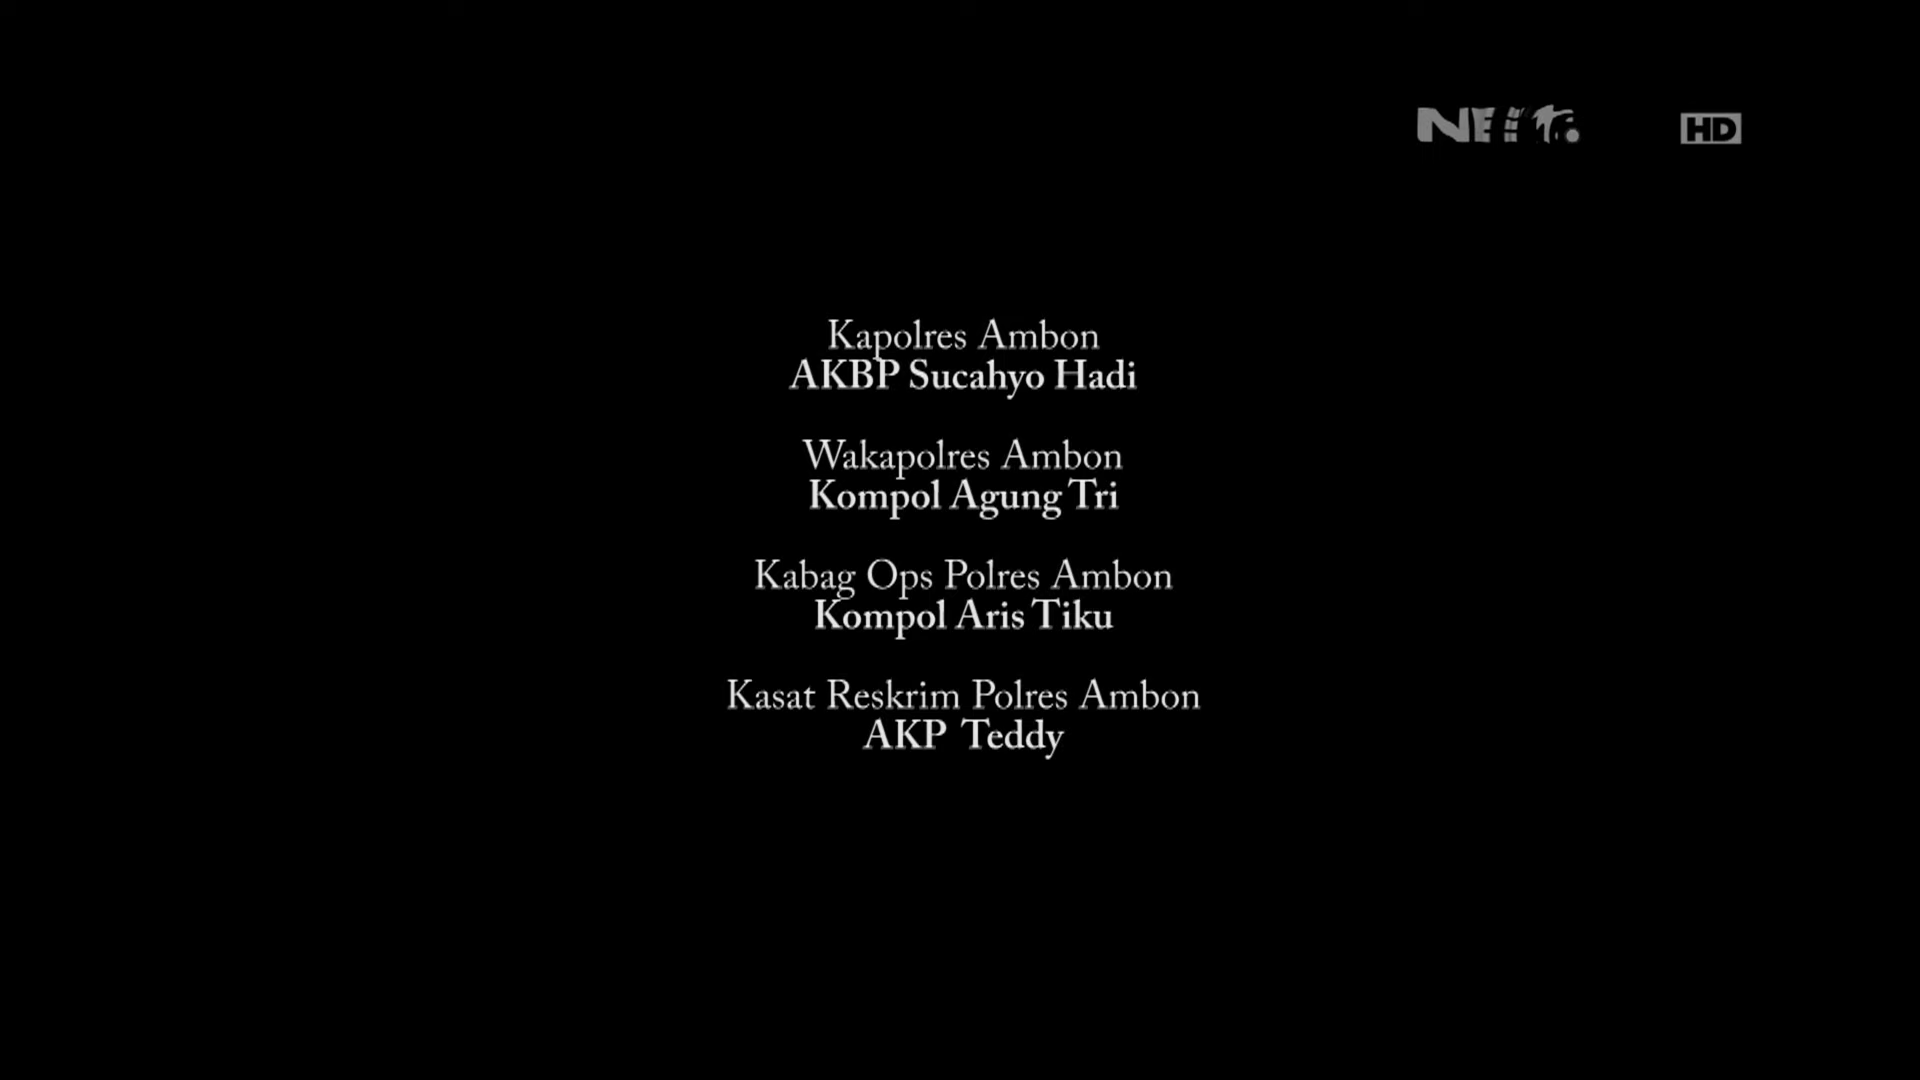 HD
Kapolres Ambon
AKBP Sucahyo Hadi
Wakapolres Ambon
Kompol Agung Tri
Kabag Ops Polres Ambon
Kompol Aris Tiku
Kasat Reskrim Polres Ambon
AKP Teddy